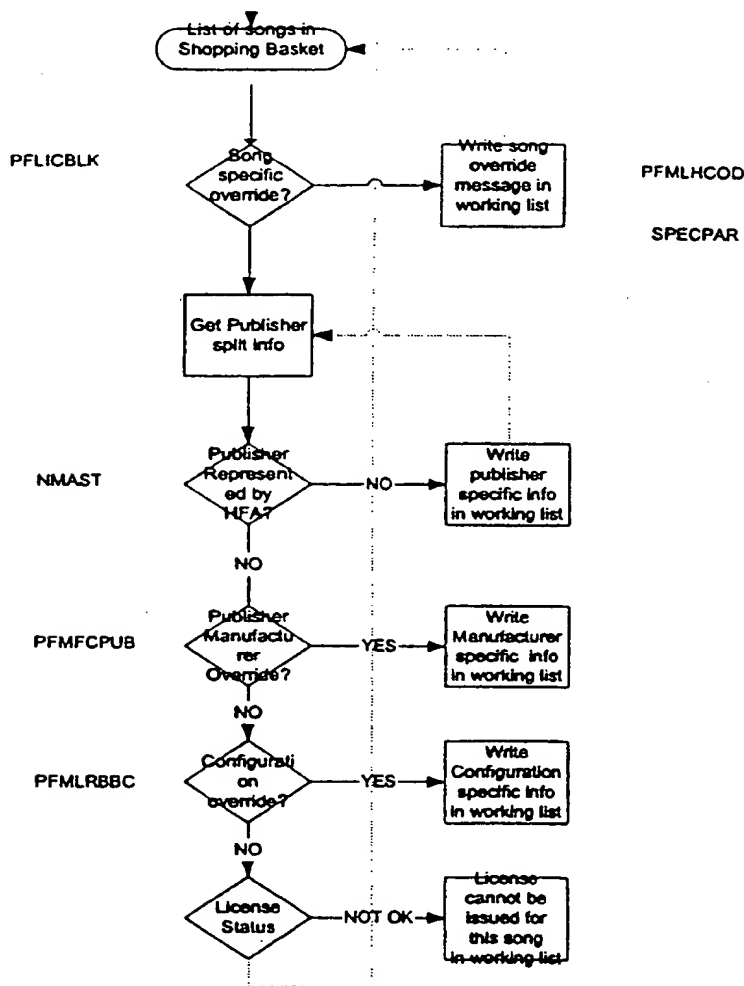 List of songs in
Shopping Basket
PFLICBLK
Song
specific
override?
Write song
override
message in
working list
PFMLHCOD
SPECPAR
Get Publisher
split info
NMAST
Publisher
Represent
ed by
HFA?
NO
Write
publisher
specific info
in working list
NO
PFMFCPUB
Publisher
Manufactu
rer
Override?
YES
Write
Manufacturer
specific info
in working list
NO
PFMLRBBC
Configurati
on
override?
YES
Write
Configuration
specific info
in working list
NO
License
Status
NOT OK
License
cannot be
issued for
this song
in working list